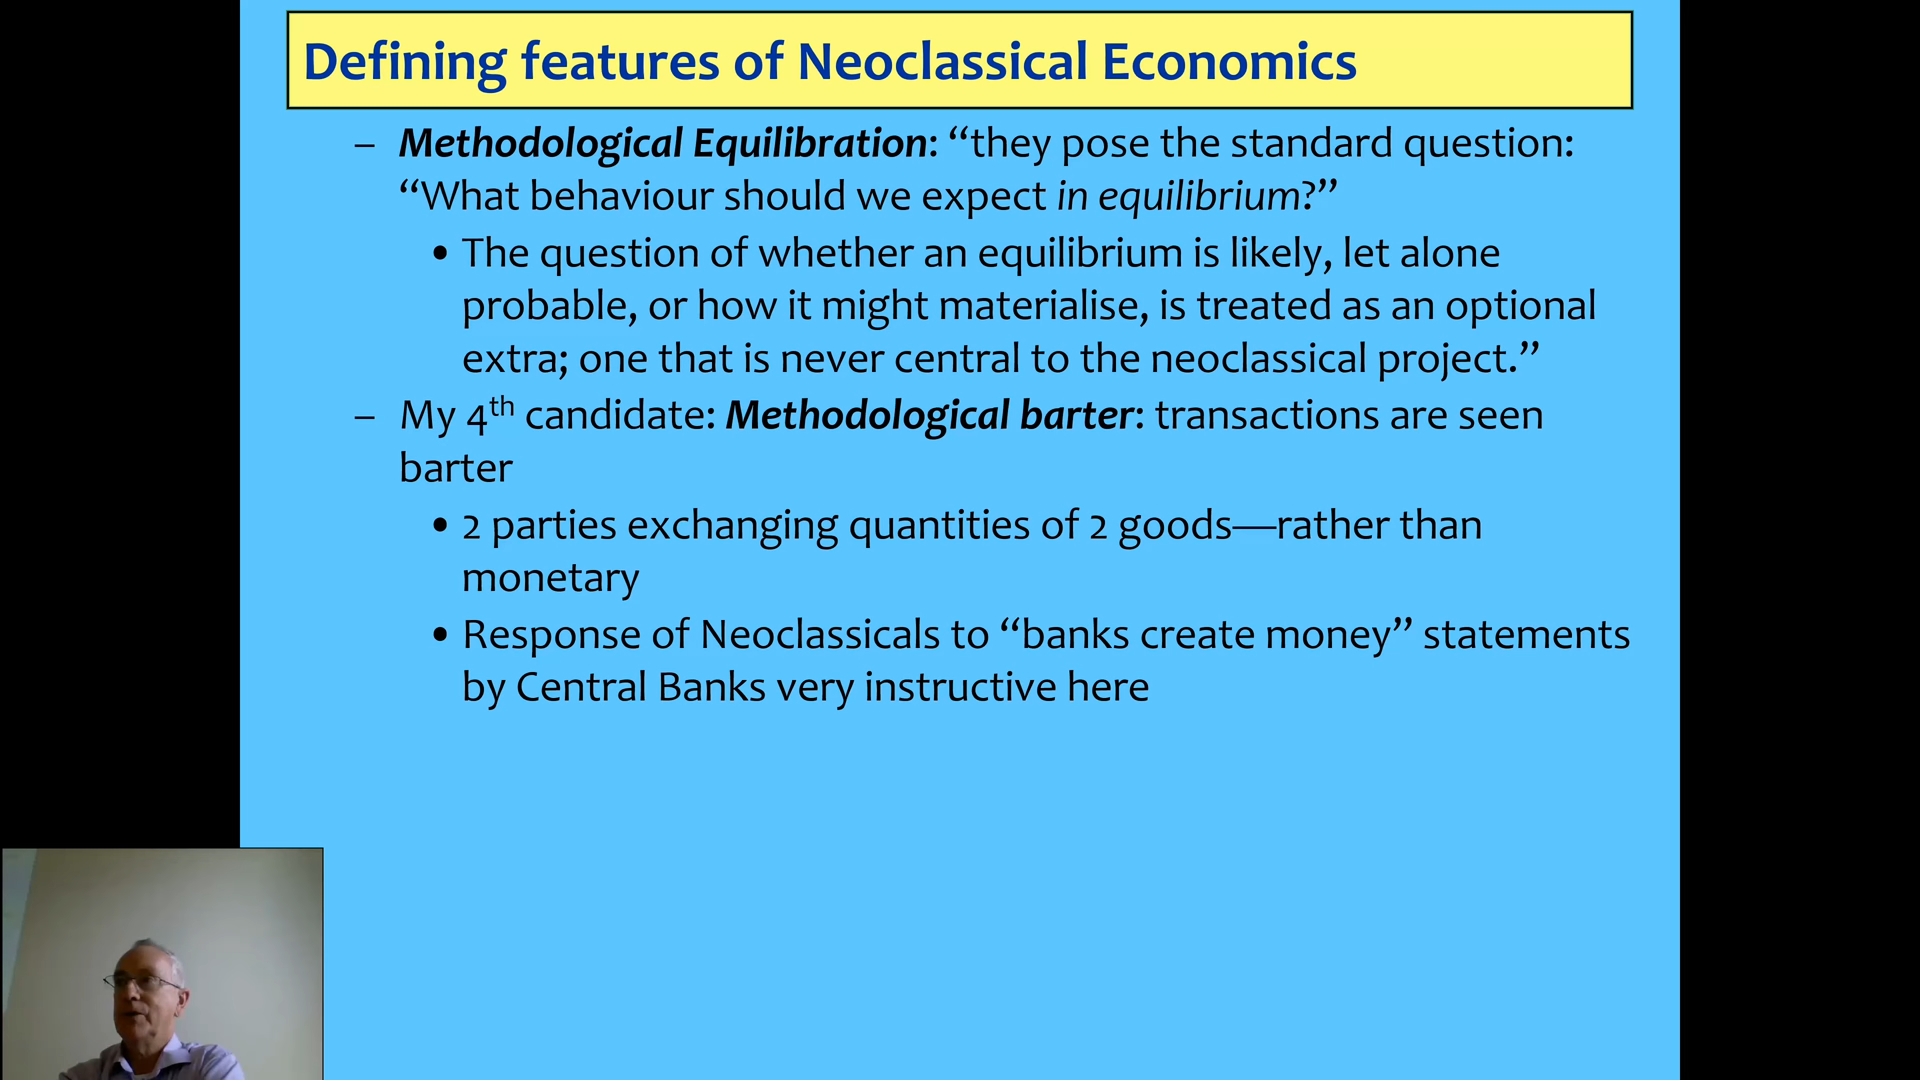 Defining features of Neoclassical Economics
– Methodological Equilibration: “they pose the standard question:
“What behaviour should we expect in equilibrium?”
• The question of whether an equilibrium is likely, let alone
probable, or how it might materialise, is treated as an optional
extra; one that is never central to the neoclassical project.”
– My 4th candidate: Methodological barter: transactions are seen
barter
• 2 parties exchanging quantities of 2 goods—rather than
monetary
• Response of Neoclassicals to “banks create money” statements
by Central Banks very instructive here